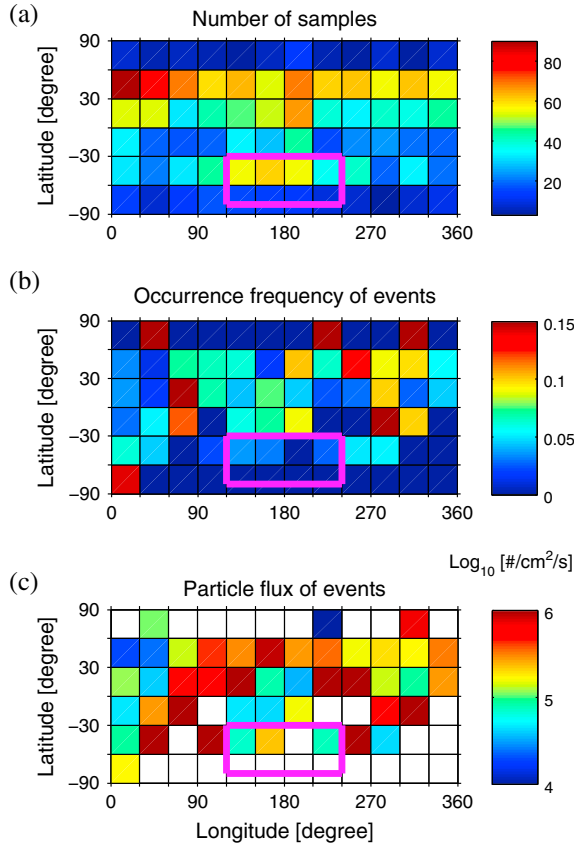 (a)
Number of samples
90
30
−30
−90
Latitude [degree]
0 90 180 270 360
80
60
40
20
(b)
Occurrence frequency of events
90
30
−30
−90
Latitude [degree]
0 90 180 270 360
0.15
0.1
0.05
0
Log10 [#/cm2/s]
(c)
Particle flux of events
90
30
−30
−90
Latitude [degree]
0 90 180 270 360
Longitude [degree]
6
5
4